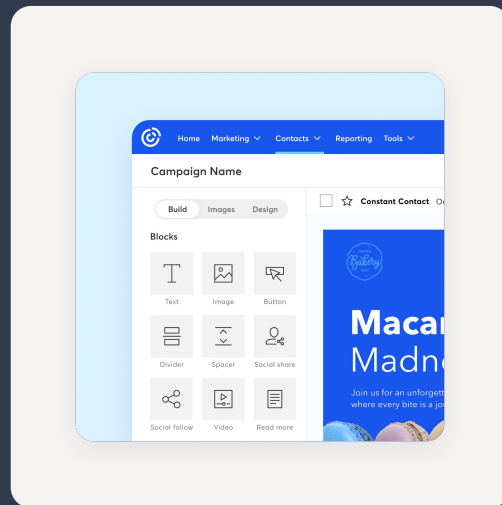 Home Marketing Contacts Reporting Tools
Campaign Name
Build Images Design
Constant Contact
Blocks
Bakery
Text Image Button
Macar
Madn
Divider Spacer Social share
Join us for an unforgett
where every bite is a jo
Social follow Video Read more